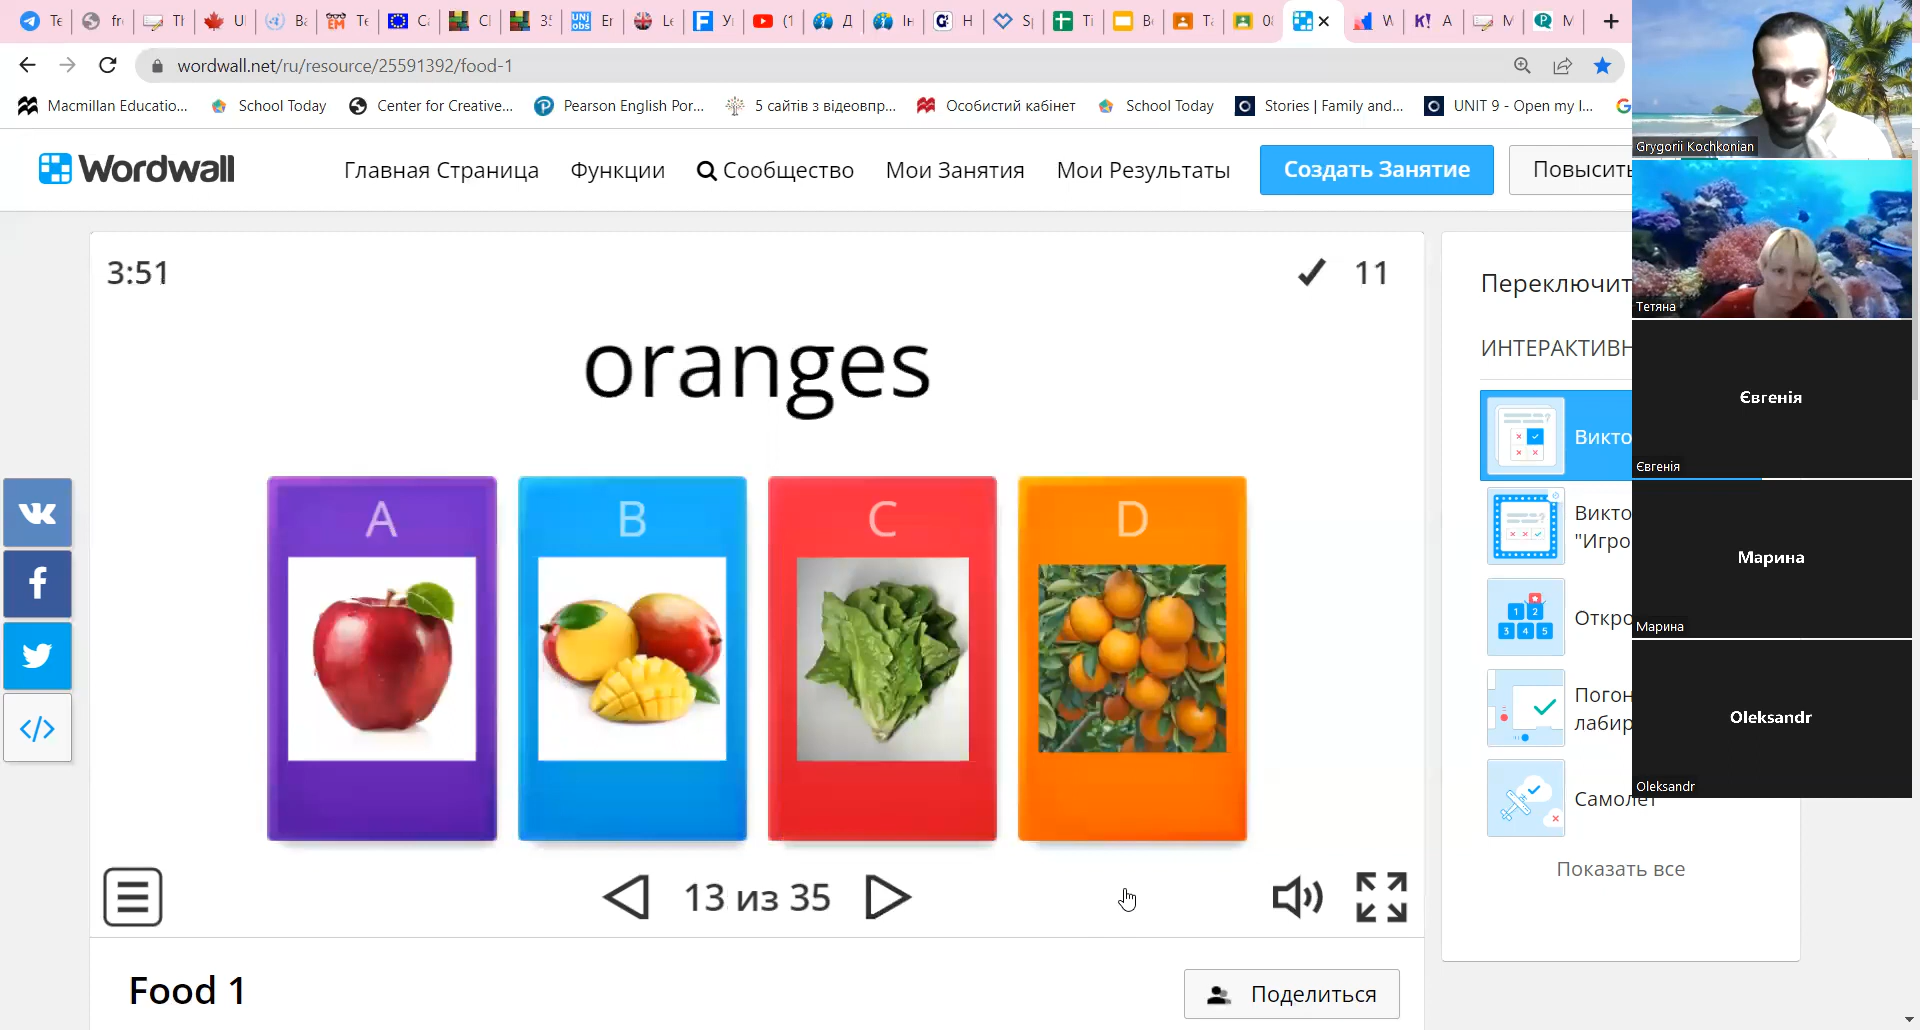 wordwall.net/ru/resource/25591392/food-1
Macmillan Educatio...
School Today
Center for Creative...
Pearson English Por...
5 сайтів з відеовпр...
Особистий кабінет
School Today
Stories | Family and...
UNIT 9 - Open my l...
Wordwall
Главная Страница
Функции
Сообщество
Мои Занятия
Мои Результаты
Создать Занятие
Повысить
3:51
11
oranges
A
B
C
D
13 из 35
Food 1
Поделиться
Переключит
ИНТЕРАКТИВН
Викто
Викто
"Игро
Откро
Погон
лабир
Самолет
Показать все
Grygorii Kochkonian
Тетяна
Євгенія
Євгенія
Марина
Марина
Oleksandr
Oleksandr